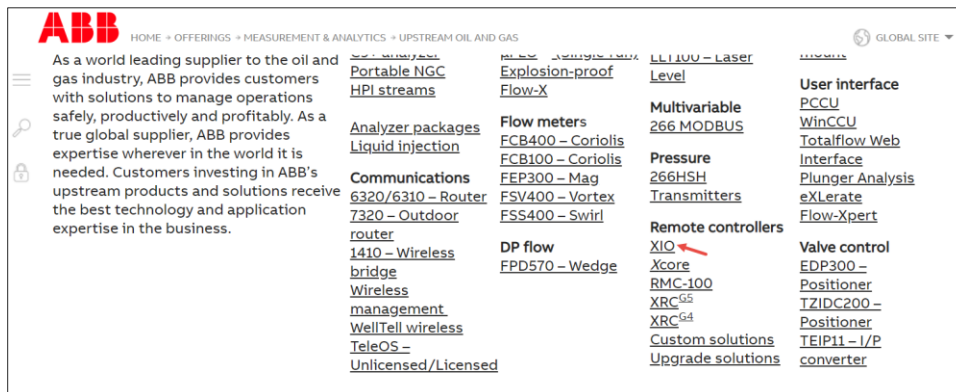 ABB
HOME → OFFERINGS → MEASUREMENT & ANALYTICS → UPSTREAM OIL AND GAS
GLOBAL SITE
As a world leading supplier to the oil and
gas industry, ABB provides customers
with solutions to manage operations
safely, productively and profitably. As a
true global supplier, ABB provides
expertise wherever in the world it is
needed. Customers investing in ABB's
upstream products and solutions receive
the best technology and application
expertise in the business.
Portable NGC
HPI streams
Analyzer packages
Liquid injection
Communications
6320/6310 – Router
7320 – Outdoor
router
1410 – Wireless
bridge
Wireless
management
WellTell wireless
TeleOS –
Unlicensed/Licensed
Explosion-proof
Flow-X
Flow meters
FCB400 – Coriolis
FCB100 – Coriolis
FEP300 – Mag
FSV400 – Vortex
FSS400 – Swirl
DP flow
FPD570 – Wedge
LLT100 – Laser
Level
Multivariable
266 MODBUS
Pressure
266HSH
Transmitters
Remote controllers
XIO
Xcore
RMC-100
XRC G5
XRC G4
Custom solutions
Upgrade solutions
mount
User interface
PCCU
WinCCU
Totalflow Web
Interface
Plunger Analysis
eXLerate
Flow-Xpert
Valve control
EDP300 –
Positioner
TZIDC200 –
Positioner
TEIP11 – I/P
converter